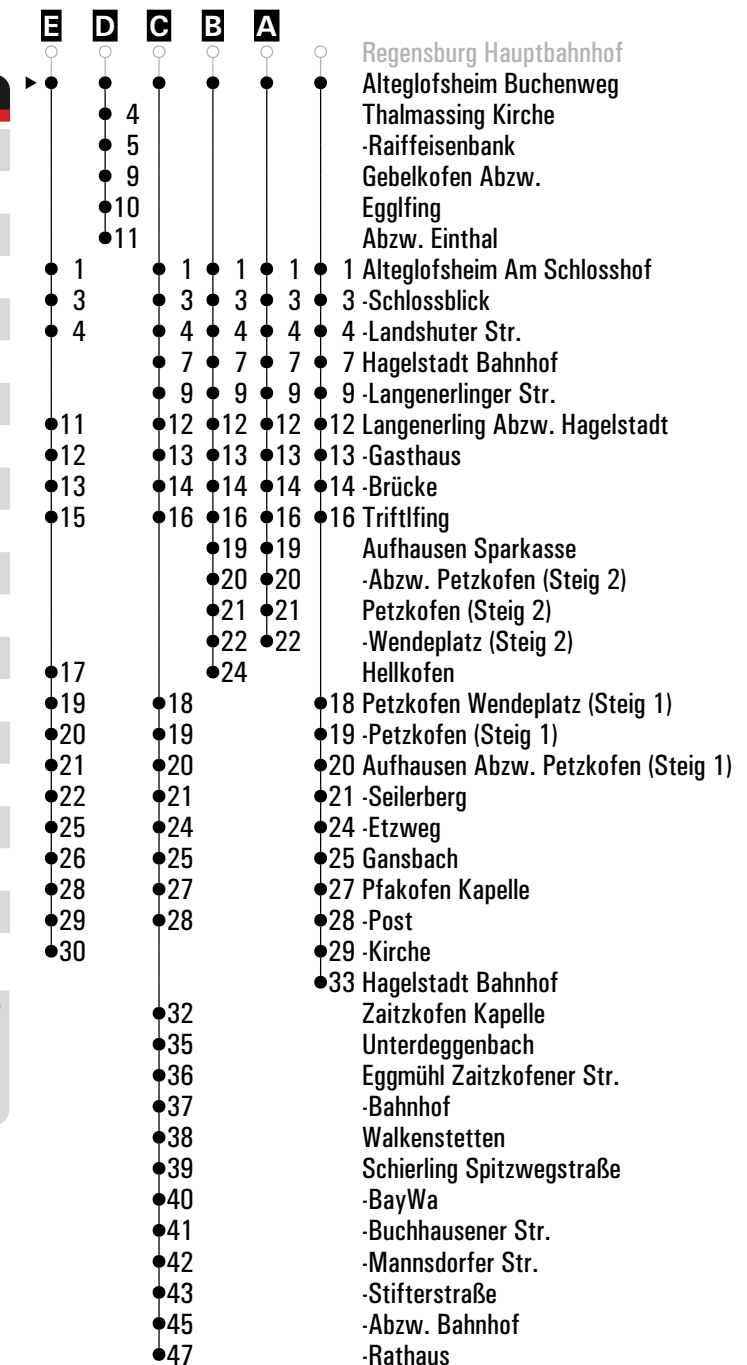 E D C B A
Regensburg Hauptbahnhof
Alteglofsheim Buchenweg
4 Thalmassing Kirche
5 -Raiffeisenbank
9 Gebelkofen Abzw.
10 Egglfing
11 Abzw. Einthal
1 1 1 1 1 Alteglofsheim Am Schlosshof
3 3 3 3 3 -Schlossblick
4 4 4 4 4 -Landshuter Str.
7 7 7 7 Hagelstadt Bahnhof
9 9 9 9 -Langenerlinger Str.
11 12 12 12 12 Langenerling Abzw. Hagelstadt
12 13 13 13 13 -Gasthaus
13 14 14 14 14 -Brücke
15 16 16 16 16 Triftlfing
19 19 Aufhausen Sparkasse
20 20 -Abzw. Petzkofen (Steig 2)
21 21 Petzkofen (Steig 2)
22 22 -Wendeplatz (Steig 2)
17 24 Hellkofen
19 18 18 Petzkofen Wendeplatz (Steig 1)
20 19 19 -Petzkofen (Steig 1)
21 20 20 Aufhausen Abzw. Petzkofen (Steig 1)
22 21 21 -Seilerberg
25 24 24 -Etzweg
26 25 25 Gansbach
28 27 27 Pfakofen Kapelle
29 28 28 -Post
30 29 -Kirche
33 Hagelstadt Bahnhof
32 Zaitzkofen Kapelle
35 Unterdeggenbach
36 Eggmühl Zaitzkofener Str.
37 -Bahnhof
38 Walkenstetten
39 Schierling Spitzwegstraße
40 -BayWa
41 -Buchhausener Str.
42 -Mannsdorfer Str.
43 -Stifterstraße
45 -Abzw. Bahnhof
47 -Rathaus